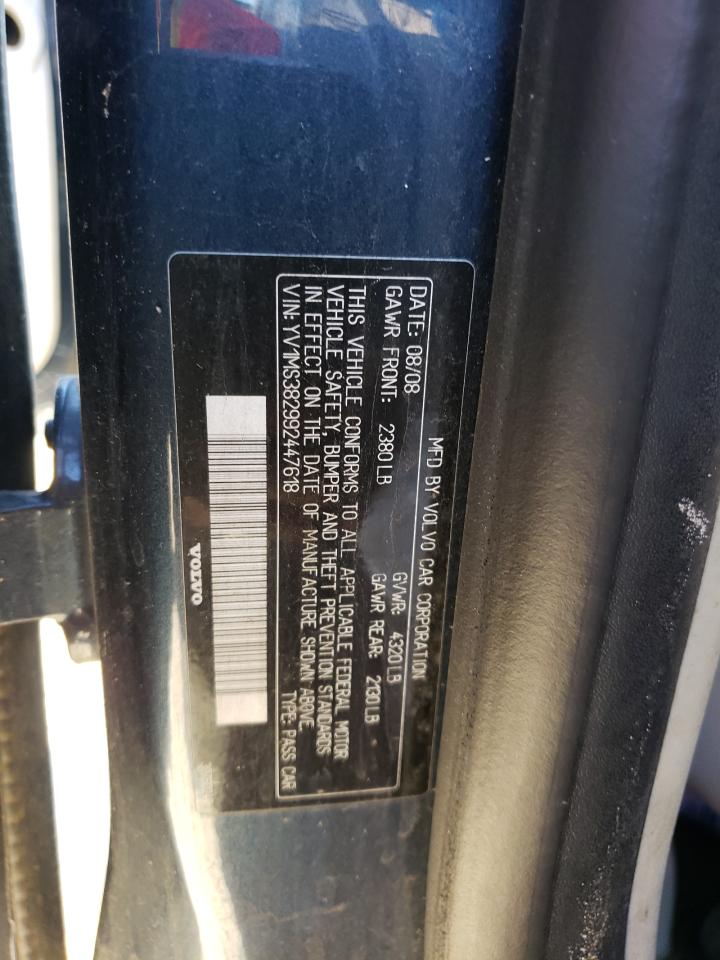 MFD BY VOLVO CAR CORPORATION
DATE: 08/08 GVWR: 4320 LB
GAWR FRONT: 2380 LB GAWR REAR: 2130 LB
THIS VEHICLE CONFORMS TO ALL APPLICABLE FEDERAL MOTOR
VEHICLE SAFETY, BUMPER AND THEFT PREVENTION STANDARDS
IN EFFECT ON THE DATE OF MANUFACTURE SHOWN ABOVE.
VIN: YV1MS382992447618 TYPE: PASS CAR
VOLVO